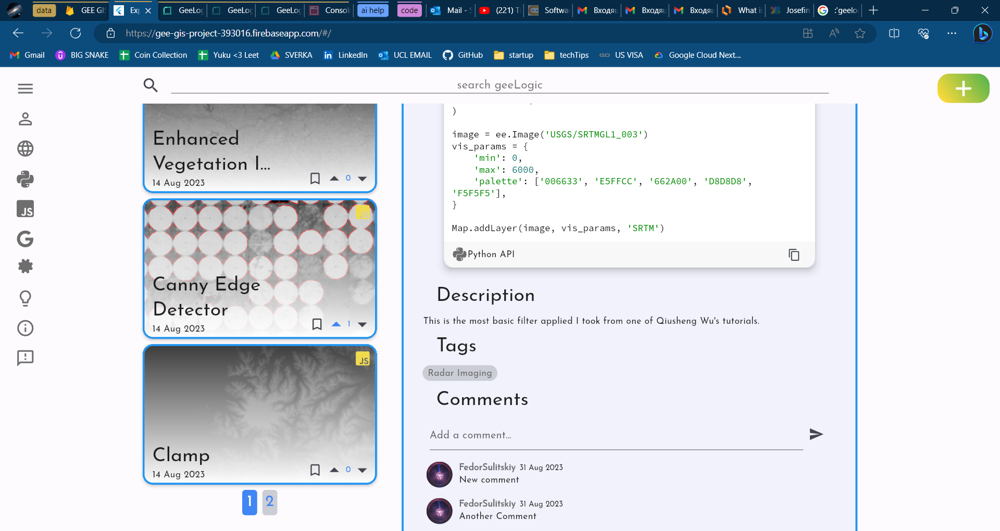 data
GEE GIS
Exp
GeeLog
GeeLog
GeeLog
Consol
ai help
code
Mail - S
(221) T
Softwar
Входящ
Входящ
Входящ
What is
Josefin
:'geelo
https://gee-gis-project-393016.firebaseapp.com/#/
Gmail
BIG SNAKE
Coin Collection
Yuku <3 Leet
SVERKA
LinkedIn
UCL EMAIL
GitHub
startup
techTips
US VISA
Google Cloud Next...
search geeLogic
Enhanced
Vegetation I...
14 Aug 2023
0
JS
Canny Edge
Detector
14 Aug 2023
1
JS
Clamp
14 Aug 2023
0
1 2
JS
)
image = ee.Image('USGS/SRTMGL1_003')
vis_params = {
'min': 0,
'max': 6000,
'palette': ['006633', 'E5FFCC', '662A00', 'D8D8D8',
'F5F5F5'],
}
Map.addLayer(image, vis_params, 'SRTM')
Python API
Description
This is the most basic filter applied I took from one of Qiusheng Wu's tutorials.
Tags
Radar Imaging
Comments
Add a comment...
FedorSulitskiy 31 Aug 2023
New comment
FedorSulitskiy 31 Aug 2023
Another Comment